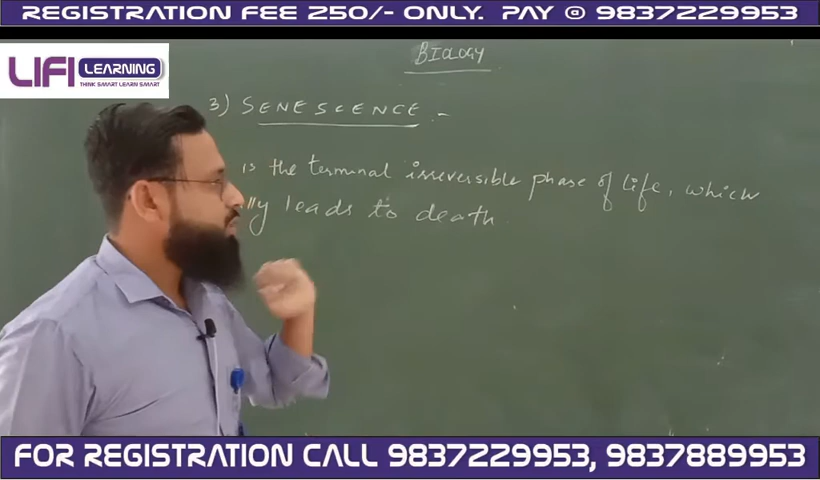 REGISTRATION FEE 250/- ONLY. PAY @ 9837229953
LIFI LEARNING
THINK SMART LEARN SMART
BIOLOGY
3) SENESCENCE :-
is the terminal irreversible phase of life, which
lly leads to death
FOR REGISTRATION CALL 9837229953, 9837889953